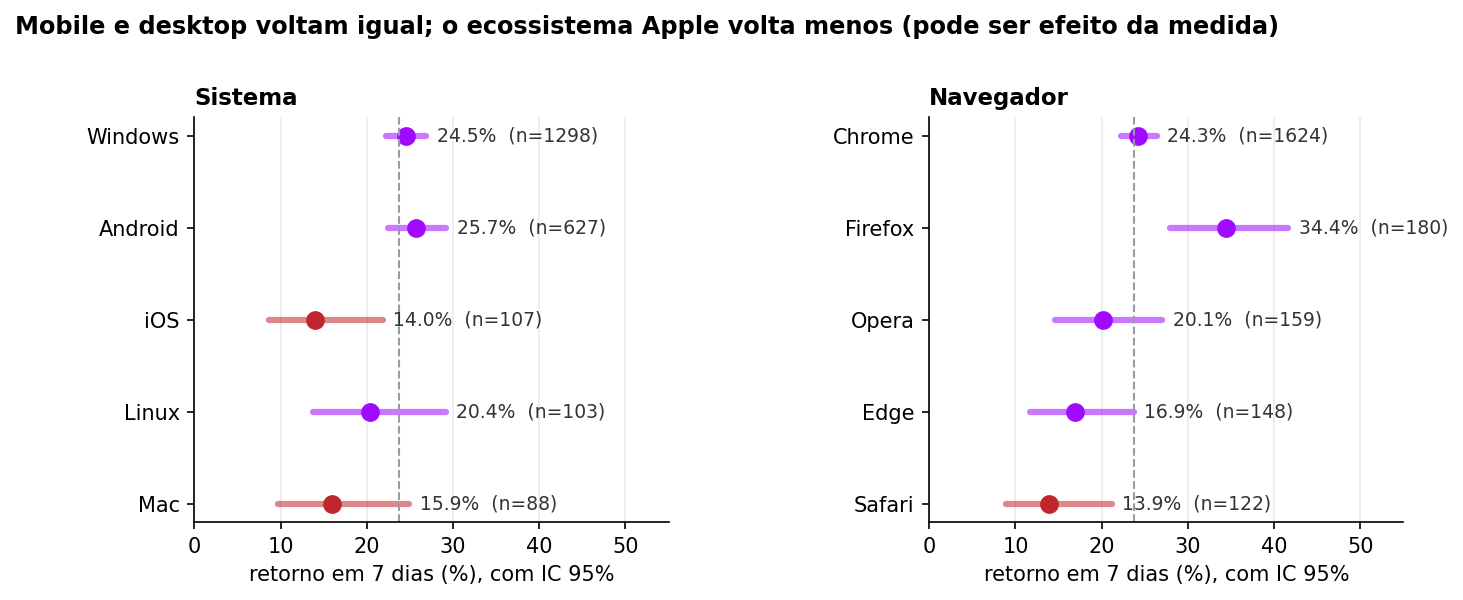 Mobile e desktop voltam igual; o ecossistema Apple volta menos (pode ser efeito da medida)
Sistema
Windows
24.5% (n=1298)
Android
25.7% (n=627)
iOS
14.0% (n=107)
Linux
20.4% (n=103)
Mac
15.9% (n=88)
0 10 20 30 40 50
retorno em 7 dias (%), com IC 95%
Navegador
Chrome
24.3% (n=1624)
Firefox
34.4% (n=180)
Opera
20.1% (n=159)
Edge
16.9% (n=148)
Safari
13.9% (n=122)
0 10 20 30 40 50
retorno em 7 dias (%), com IC 95%